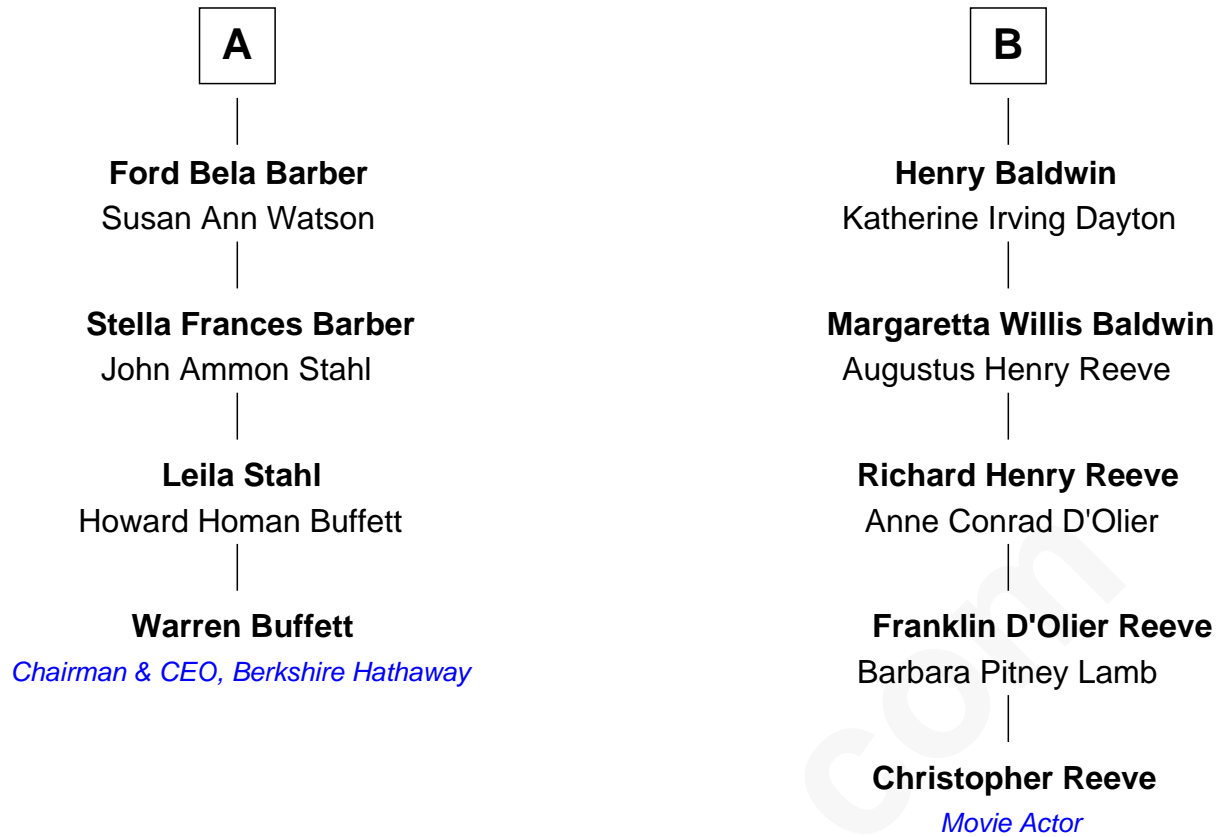 A
Ford Bela Barber
Susan Ann Watson
Stella Frances Barber
John Ammon Stahl
Leila Stahl
Howard Homan Buffett
Warren Buffett
Chairman & CEO, Berkshire Hathaway
B
Henry Baldwin
Katherine Irving Dayton
Margaretta Willis Baldwin
Augustus Henry Reeve
Richard Henry Reeve
Anne Conrad D'Olier
Franklin D'Olier Reeve
Barbara Pitney Lamb
Christopher Reeve
Movie Actor
com